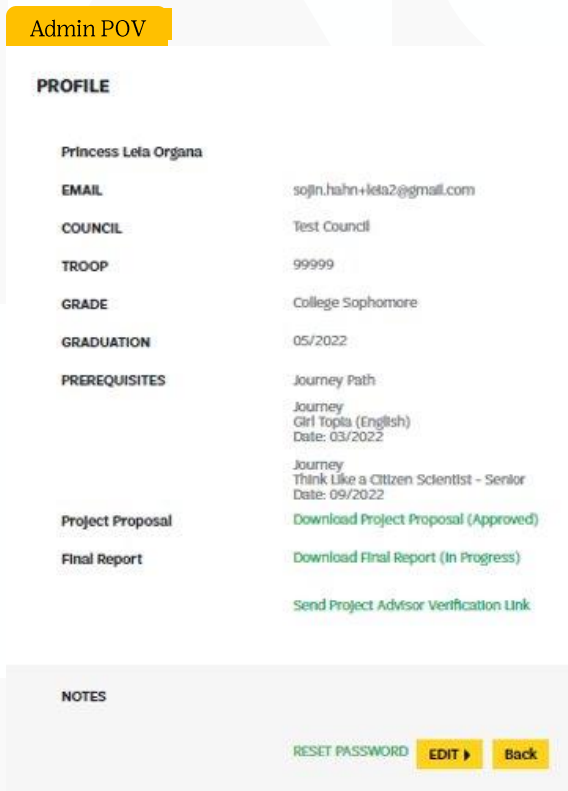 Admin POV
PROFILE
Princess Leia Organa
EMAIL sojin.hahn+leia2@gmail.com
COUNCIL Test Council
TROOP 99999
GRADE College Sophomore
GRADUATION 05/2022
PREREQUISITES Journey Path
Journey
Girl Topia (English)
Date: 03/2022
Journey
Think Like a Citizen Scientist - Senior
Date: 09/2022
Project Proposal Download Project Proposal (Approved)
Final Report Download Final Report (In Progress)
Send Project Advisor Verification Link
NOTES
RESET PASSWORD EDIT Back